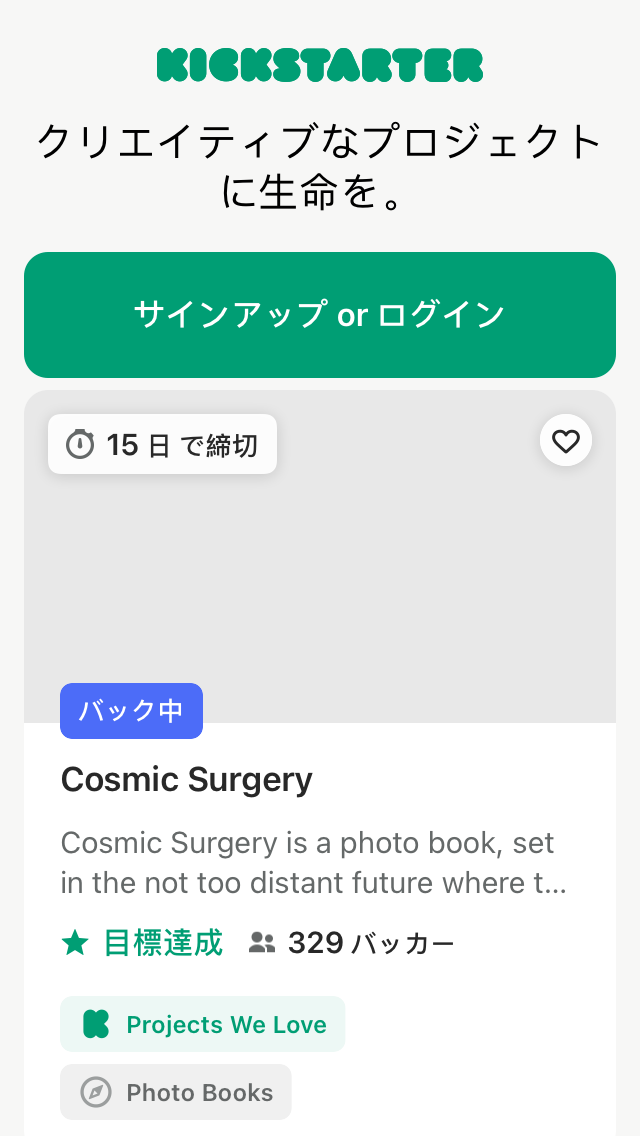 KICKSTARTER
クリエイティブなプロジェクト
に生命を。
サインアップ or ログイン
15 日 で締切
バック中
Cosmic Surgery
Cosmic Surgery is a photo book, set
in the not too distant future where t...
目標達成 329 バッカー
Projects We Love
Photo Books